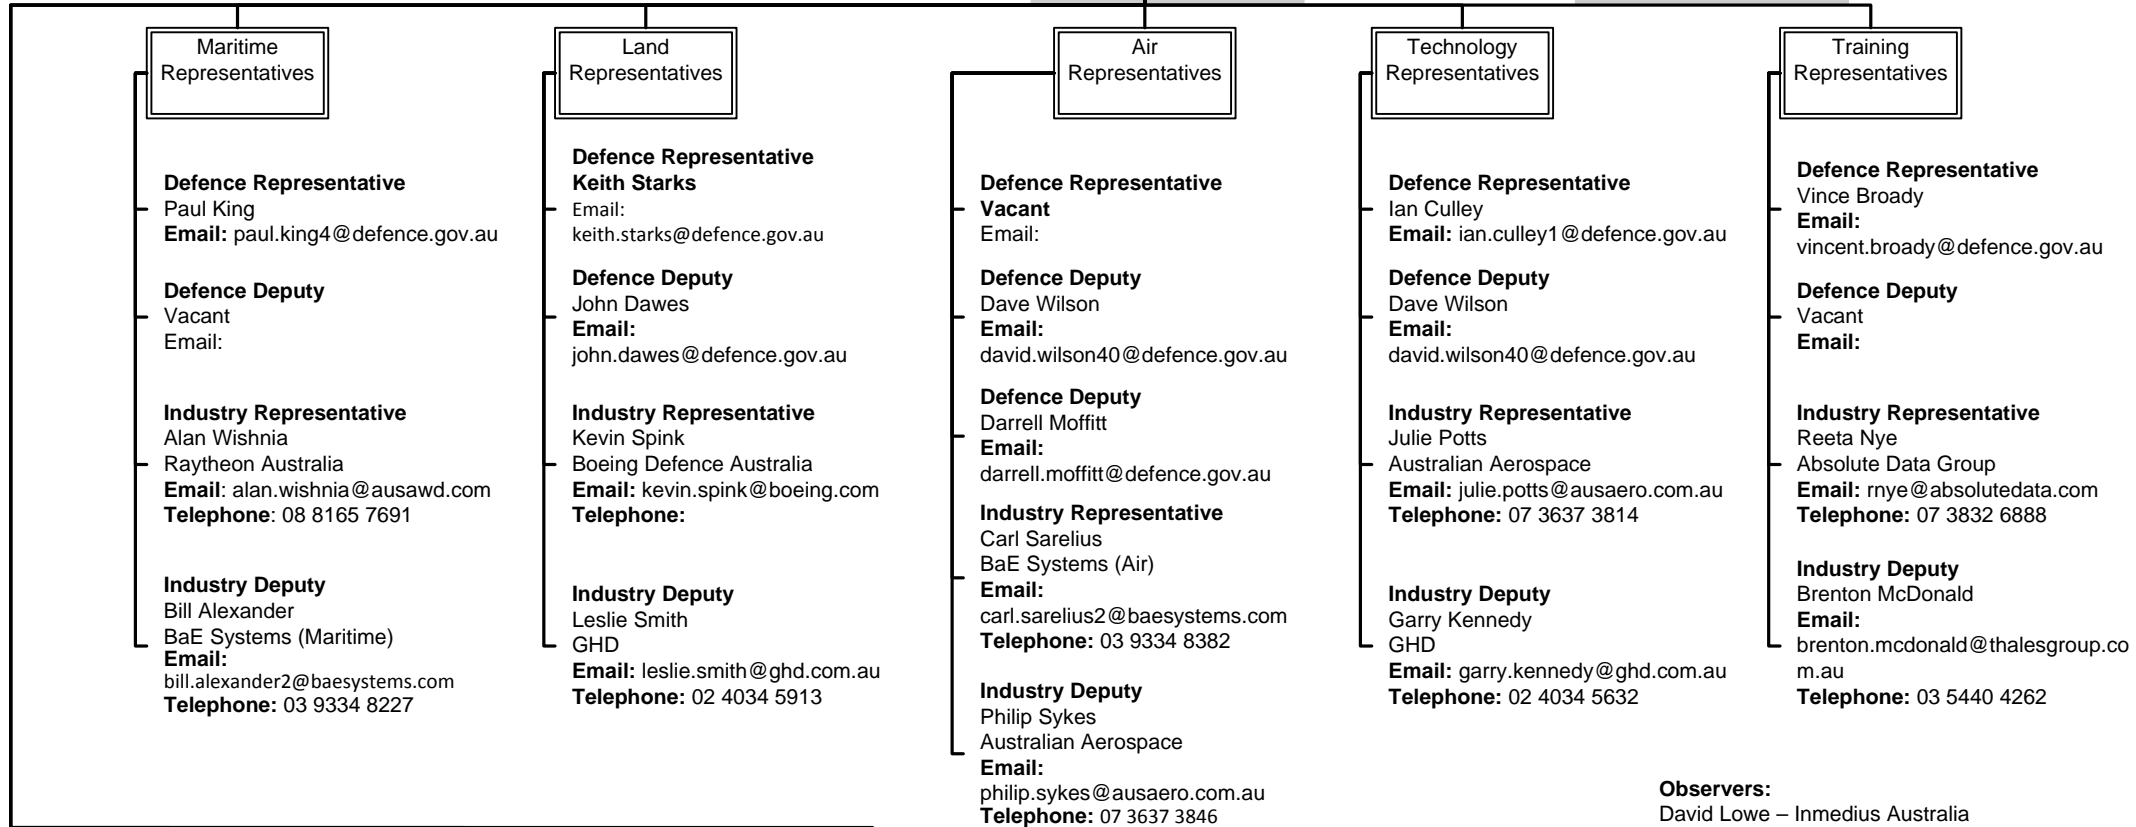 Maritime
Representatives
Defence Representative
Paul King
Email: paul.king4@defence.gov.au
Defence Deputy
Vacant
Email:
Industry Representative
Alan Wishnia
Raytheon Australia
Email: alan.wishnia@ausawd.com
Telephone: 08 8165 7691
Industry Deputy
Bill Alexander
BaE Systems (Maritime)
Email:
bill.alexander2@baesystems.com
Telephone: 03 9334 8227
Land
Representatives
Defence Representative
Keith Starks
Email:
keith.starks@defence.gov.au
Defence Deputy
John Dawes
Email:
john.dawes@defence.gov.au
Industry Representative
Kevin Spink
Boeing Defence Australia
Email: kevin.spink@boeing.com
Telephone:
Industry Deputy
Leslie Smith
GHD
Email: leslie.smith@ghd.com.au
Telephone: 02 4034 5913
Air
Representatives
Defence Representative
Vacant
Email:
Defence Deputy
Dave Wilson
Email:
david.wilson40@defence.gov.au
Defence Deputy
Darrell Moffitt
Email:
darrell.moffitt@defence.gov.au
Industry Representative
Carl Sarelius
BaE Systems (Air)
Email:
carl.sarelius2@baesystems.com
Telephone: 03 9334 8382
Industry Deputy
Philip Sykes
Australian Aerospace
Email:
philip.sykes@ausaero.com.au
Telephone: 07 3637 3846
Technology
Representatives
Defence Representative
Ian Culley
Email: ian.culley1@defence.gov.au
Defence Deputy
Dave Wilson
Email:
david.wilson40@defence.gov.au
Industry Representative
Julie Potts
Australian Aerospace
Email: julie.potts@ausaero.com.au
Telephone: 07 3637 3814
Industry Deputy
Garry Kennedy
GHD
Email: garry.kennedy@ghd.com.au
Telephone: 02 4034 5632
Training
Representatives
Defence Representative
Vince Broady
Email:
vincent.broady@defence.gov.au
Defence Deputy
Vacant
Email:
Industry Representative
Reeta Nye
Absolute Data Group
Email: rnye@absolutedata.com
Telephone: 07 3832 6888
Industry Deputy
Brenton McDonald
Email:
brenton.mcdonald@thalesgroup.co
m.au
Telephone: 03 5440 4262
Observers:
David Lowe – Inmedius Australia